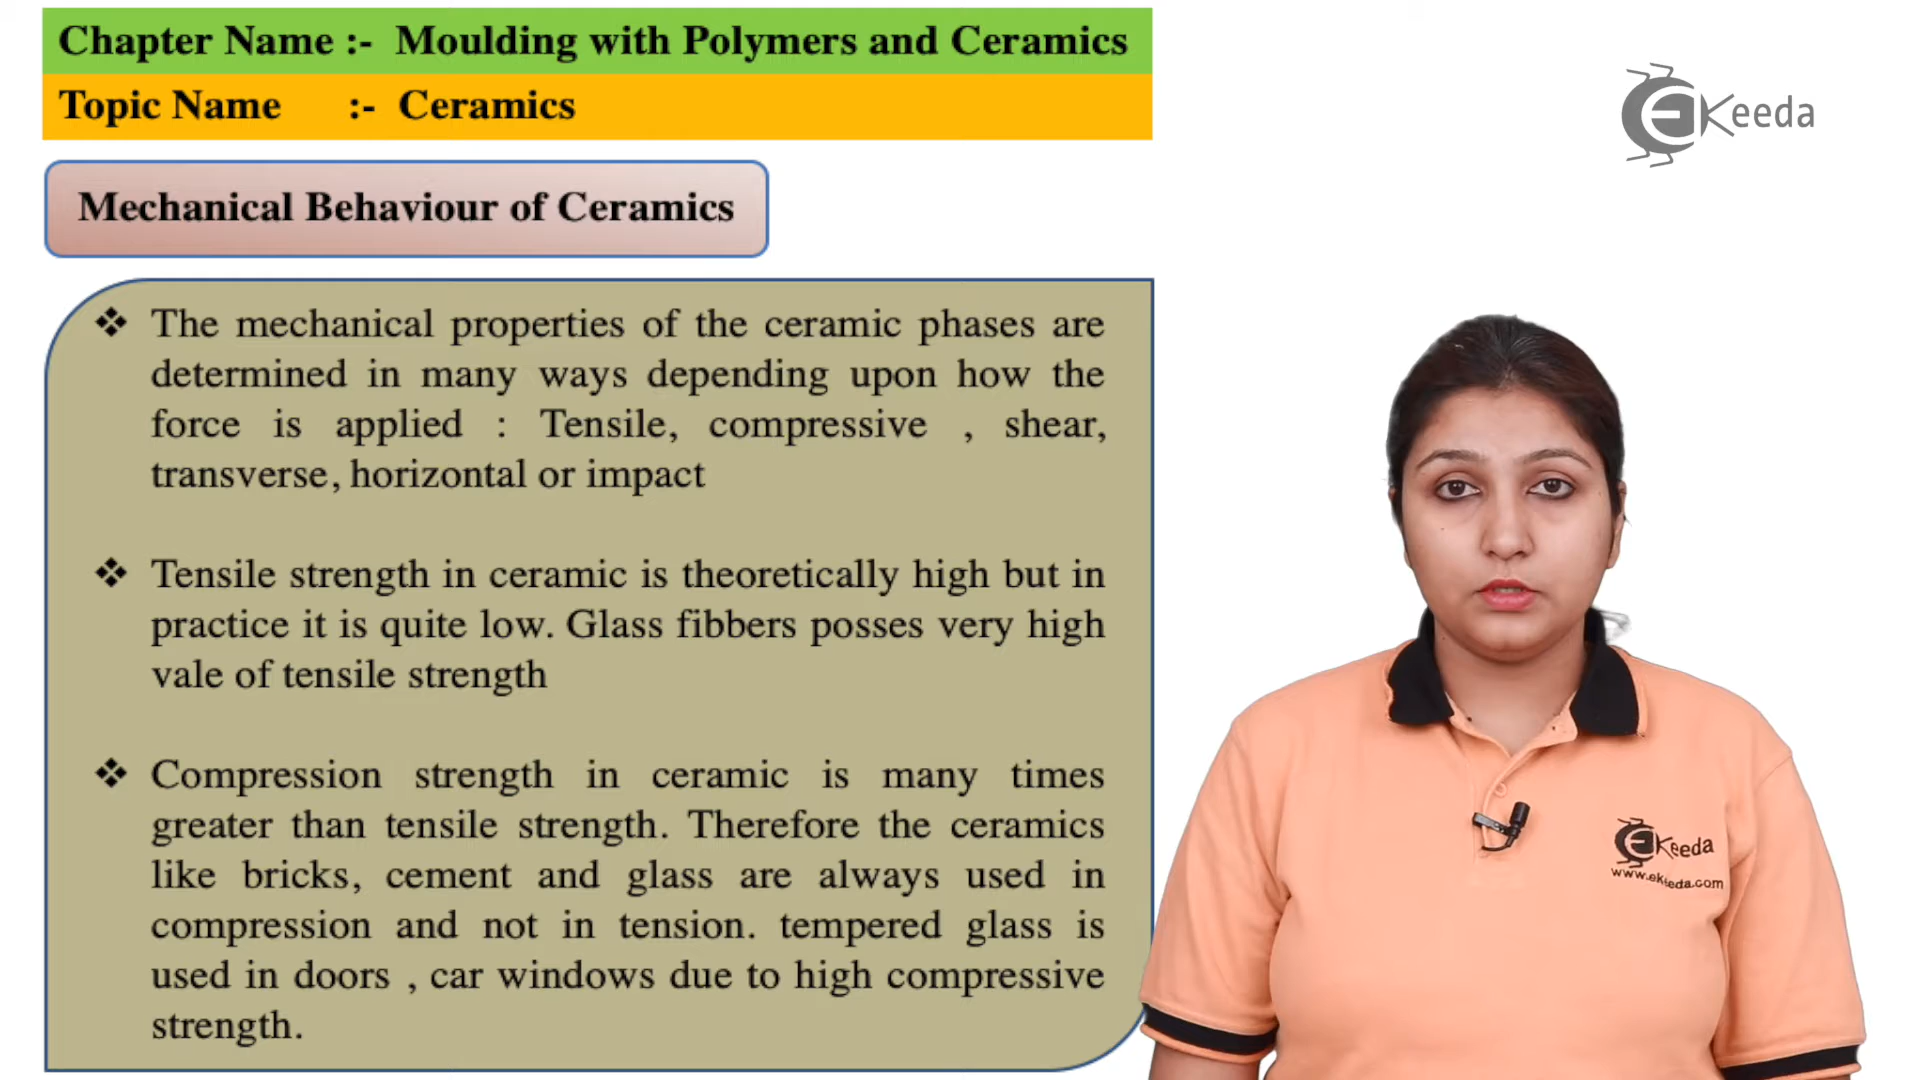 Chapter Name :- Moulding with Polymers and Ceramics
Topic Name :- Ceramics
EKeeda
Mechanical Behaviour of Ceramics
❖ The mechanical properties of the ceramic phases are
determined in many ways depending upon how the
force is applied : Tensile, compressive , shear,
transverse, horizontal or impact
❖ Tensile strength in ceramic is theoretically high but in
practice it is quite low. Glass fibbers posses very high
vale of tensile strength
❖ Compression strength in ceramic is many times
greater than tensile strength. Therefore the ceramics
like bricks, cement and glass are always used in
compression and not in tension. tempered glass is
used in doors , car windows due to high compressive
strength.
EKeeda
www.ekeeda.com